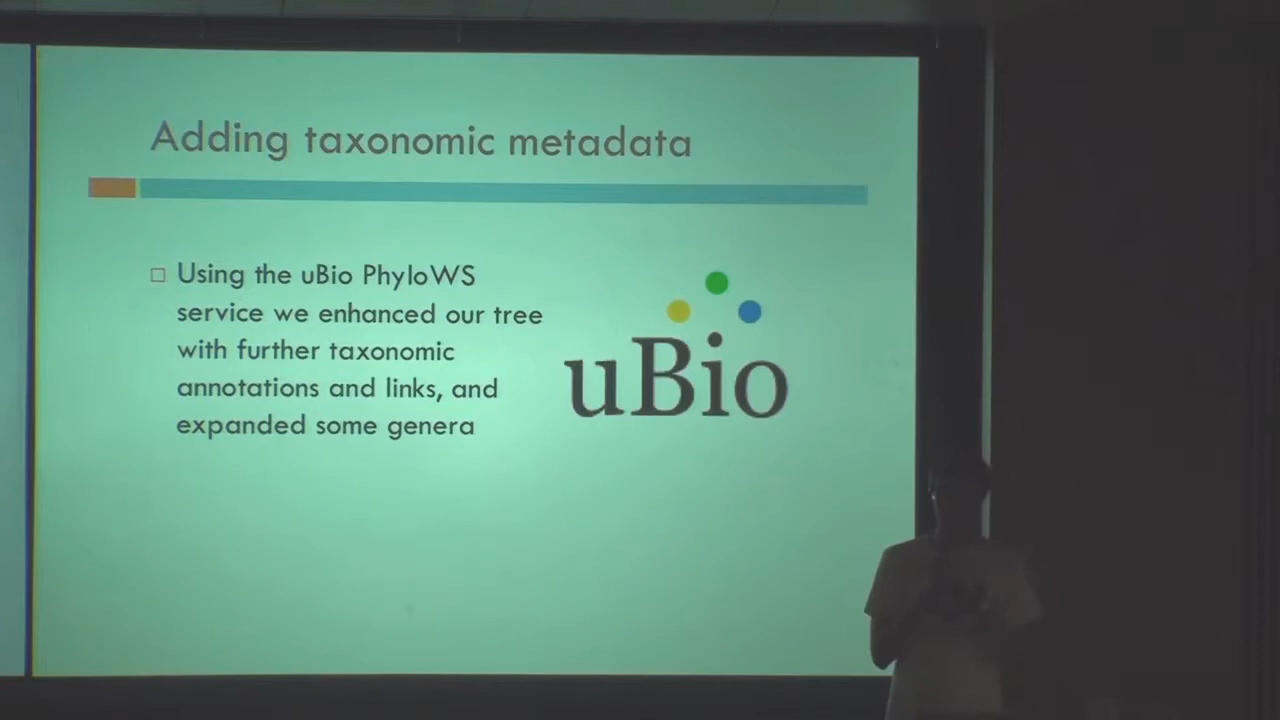 Adding taxonomic metadata
Using the uBio PhyloWS
service we enhanced our tree
with further taxonomic
annotations and links, and
expanded some genera
uBio